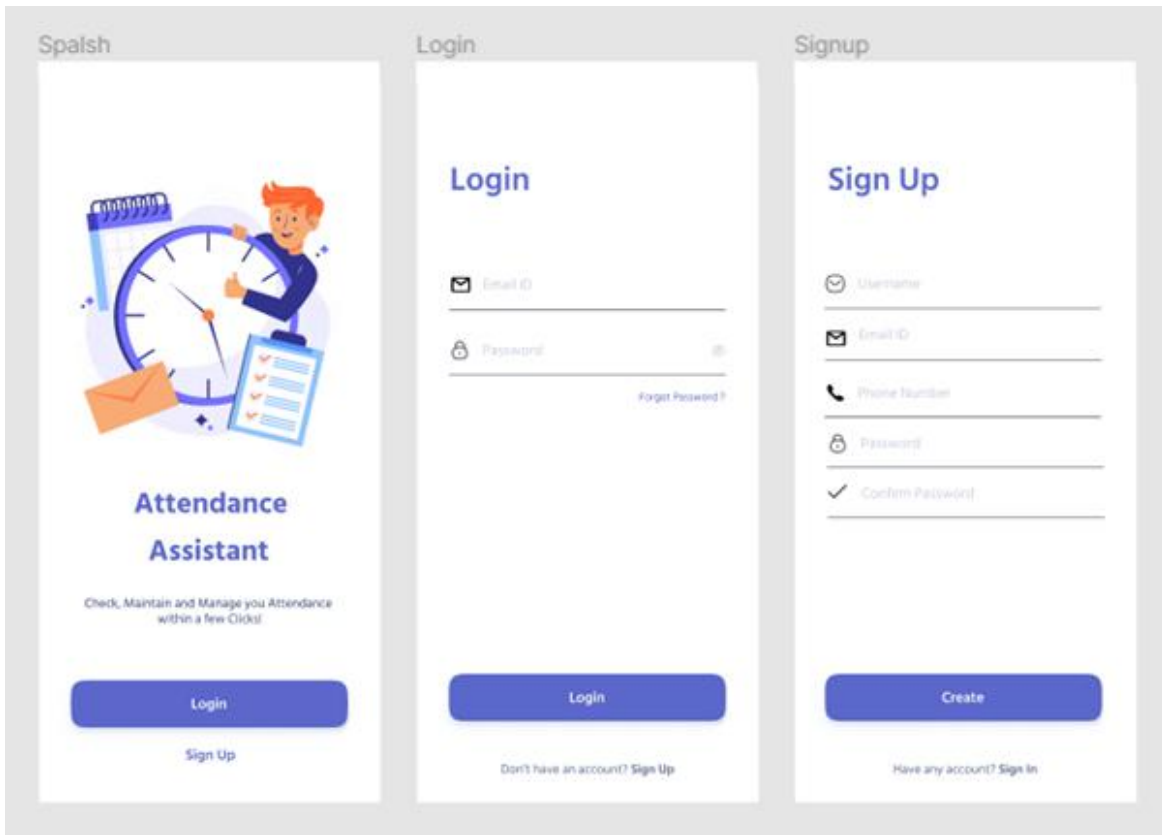 Spalsh
Attendance
Assistant
Check, Maintain and Manage you Attendance
within a few Clicks!
Login
Sign Up
Login
Login
Email ID
Password
Forgot Password ?
Login
Don't have an account? Sign Up
Signup
Sign Up
Username
Email ID
Phone Number
Password
Confirm Password
Create
Have any account? Sign In